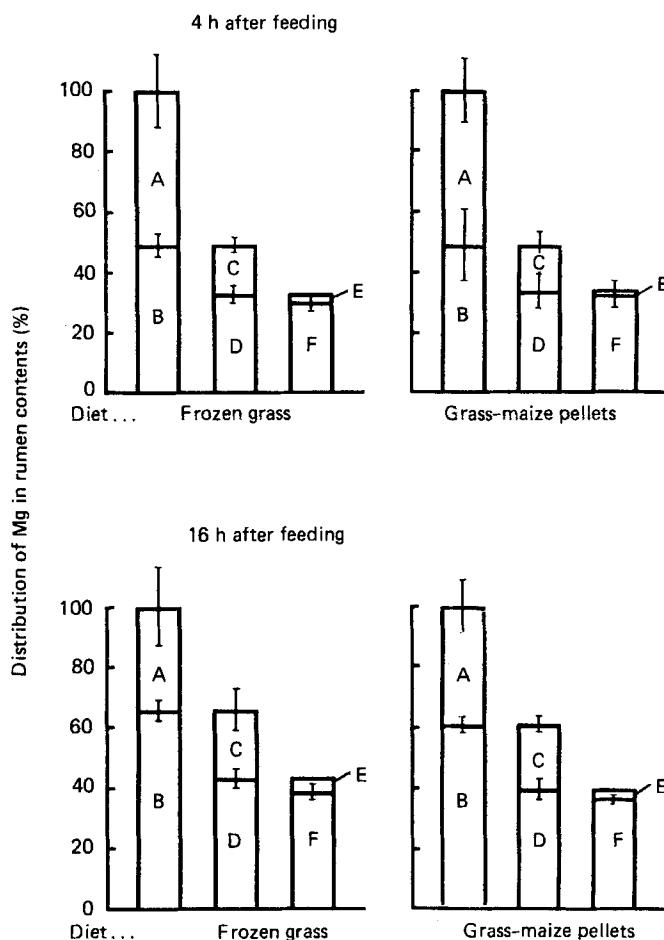 4 h after feeding
Distribution of Mg in rumen contents (%)
100
80
60
40
20
0
A
B
C
D
E
F
A
B
C
D
E
F
Diet... Frozen grass
Grass-maize pellets
16 h after feeding
100
80
60
40
20
0
A
B
C
D
E
F
A
B
C
D
E
F
Diet... Frozen grass
Grass-maize pellets